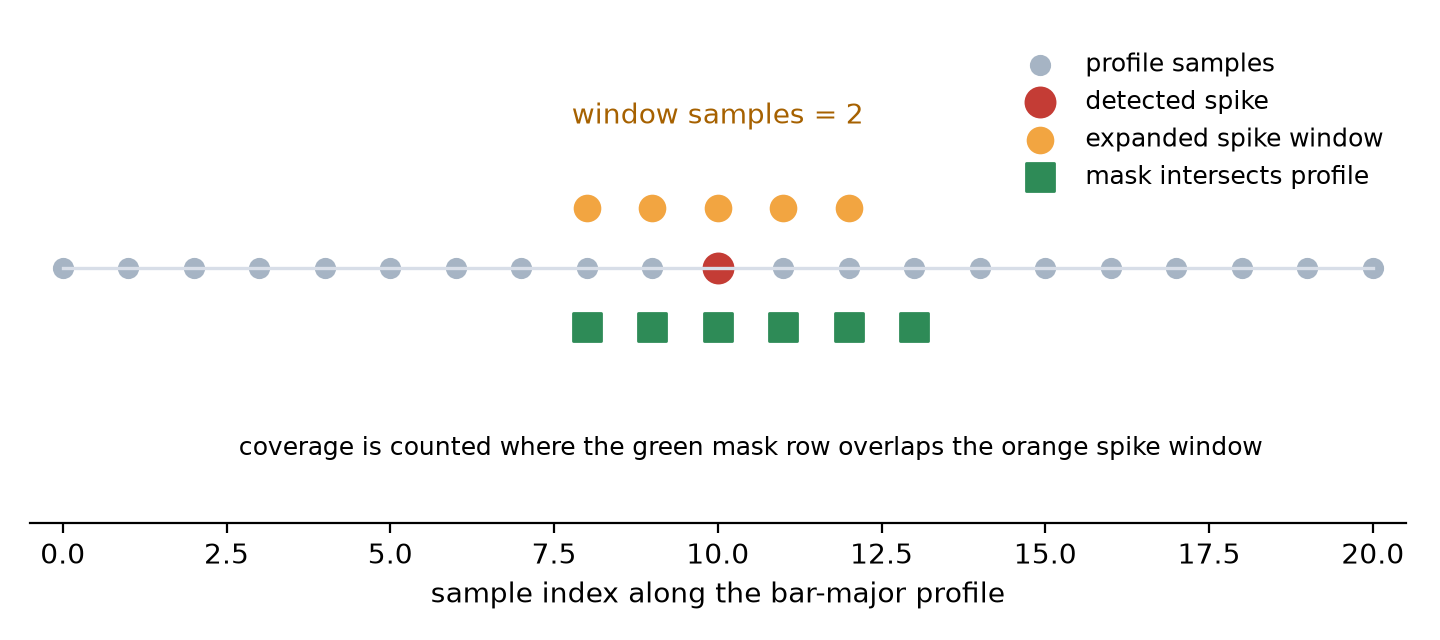 profile samples
detected spike
expanded spike window
mask intersects profile
window samples = 2
coverage is counted where the green mask row overlaps the orange spike window
0.0 2.5 5.0 7.5 10.0 12.5 15.0 17.5 20.0
sample index along the bar-major profile